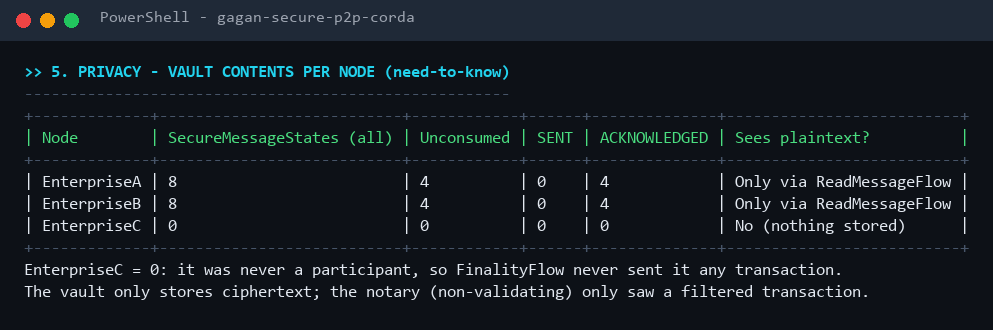 PowerShell - gagan-secure-p2p-corda
>> 5. PRIVACY - VAULT CONTENTS PER NODE (need-to-know)
------------------------------------------------------
+-------------+----------------------------+------------+------+--------------+--------------------------+
| Node        | SecureMessageStates (all) | Unconsumed | SENT | ACKNOWLEDGED | Sees plaintext?          |
+-------------+----------------------------+------------+------+--------------+--------------------------+
| EnterpriseA | 8                         | 4          | 0    | 4            | Only via ReadMessageFlow |
| EnterpriseB | 8                         | 4          | 0    | 4            | Only via ReadMessageFlow |
| EnterpriseC | 0                         | 0          | 0    | 0            | No (nothing stored)      |
+-------------+----------------------------+------------+------+--------------+--------------------------+
EnterpriseC = 0: it was never a participant, so FinalityFlow never sent it any transaction.
The vault only stores ciphertext; the notary (non-validating) only saw a filtered transaction.